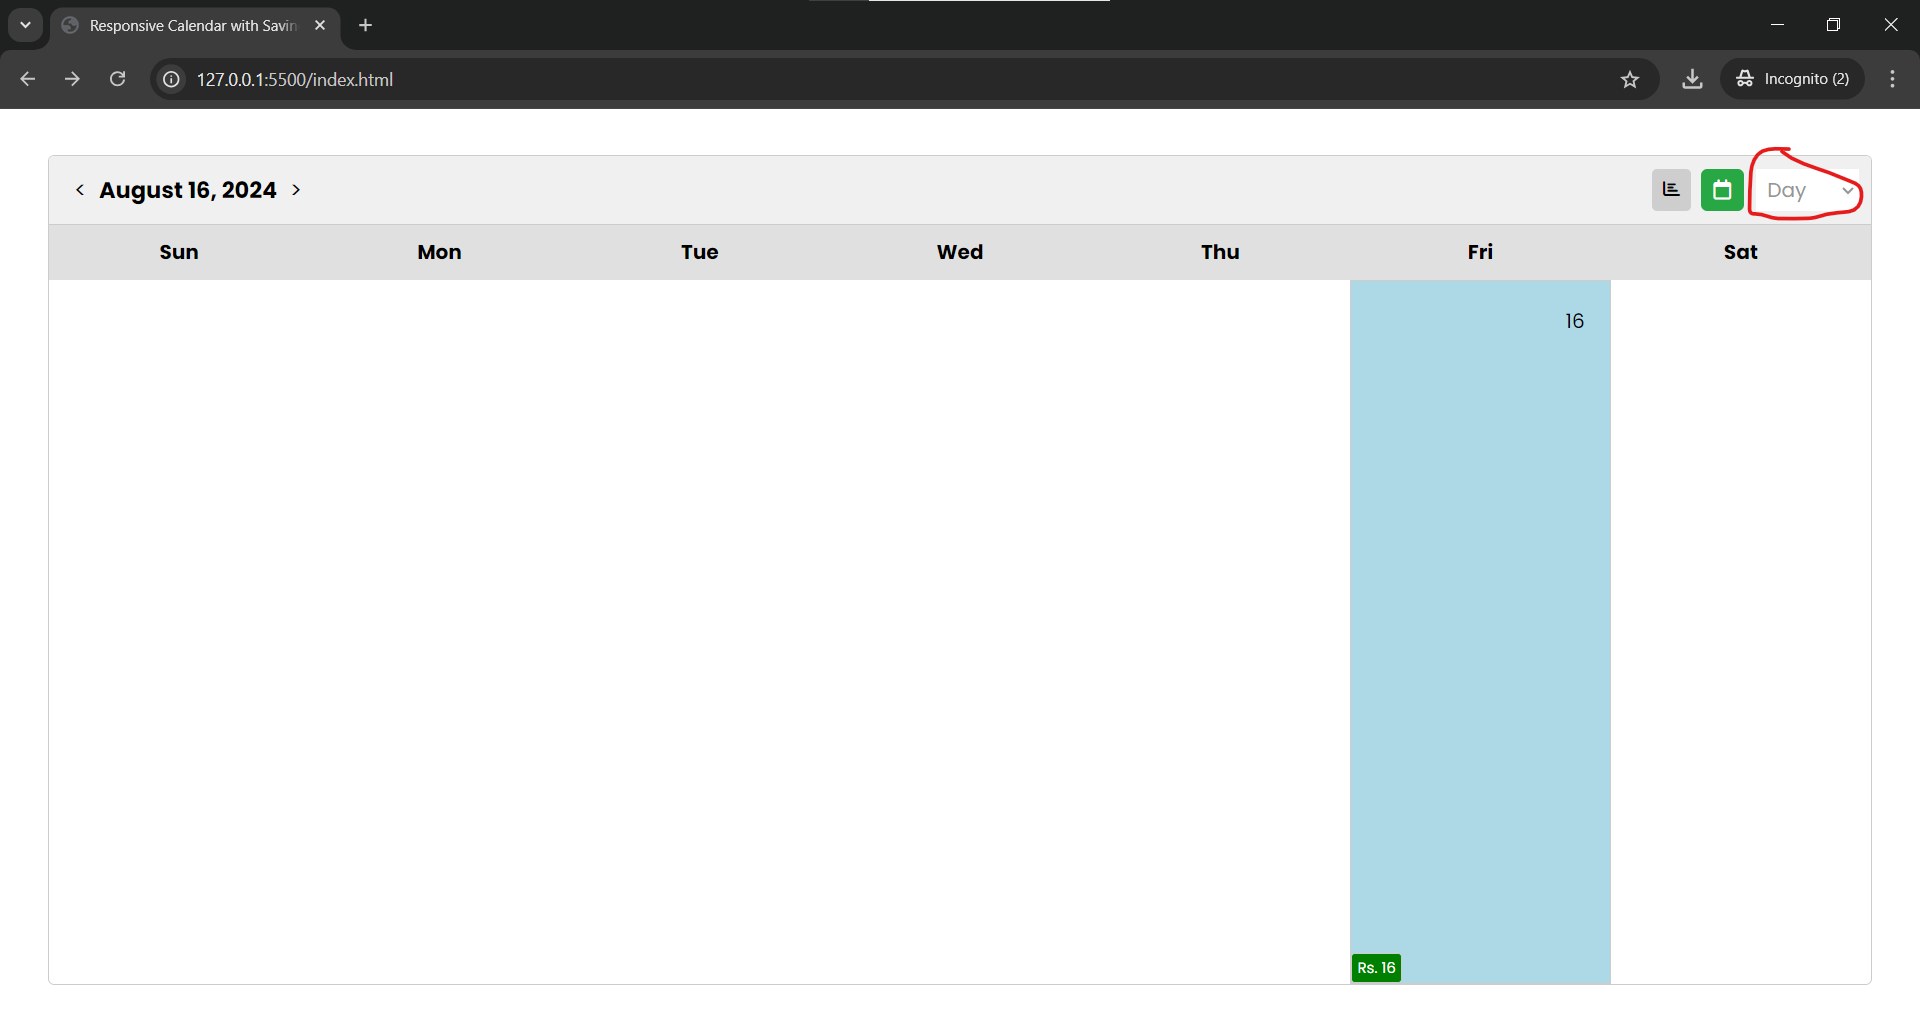 Responsive Calendar with Savin
127.0.0.1:5500/index.html
Incognito (2)
< August 16, 2024 >
Day
Sun Mon Tue Wed Thu Fri Sat
16
Rs. 16